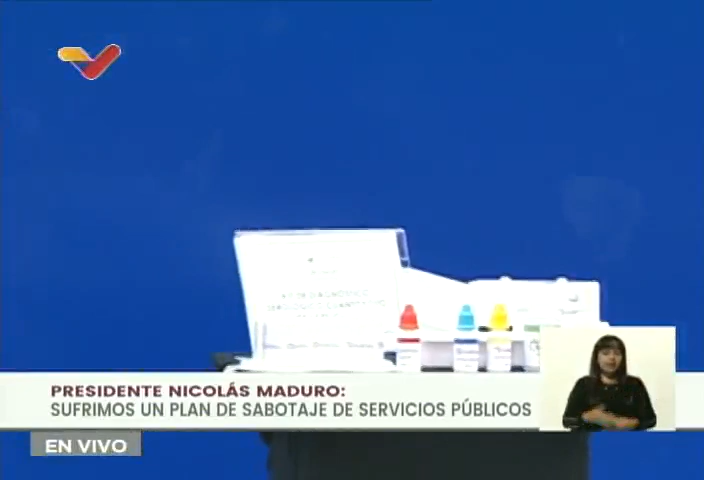 PRESIDENTE NICOLÁS MADURO:
SUFRIMOS UN PLAN DE SABOTAJE DE SERVICIOS PÚBLICOS
EN VIVO